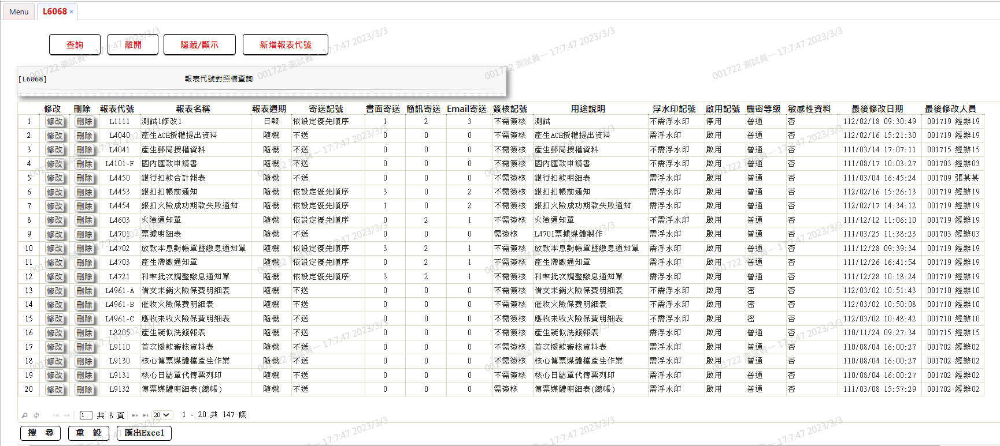 Menu L6068 ×
查詢 離開 隱藏/顯示 新增報表代號
[L6068] 報表代號對照檔查詢
修改 刪除 報表代號 報表名稱 報表週期 寄送記號 書面寄送 簡訊寄送 Email寄送 簽核記號 用途說明 浮水印記號 啟用記號 機密等級 敏感性資料 最後修改日期 最後修改人員
1 修改 刪除 L1111 測試1修改1 日報 依設定優先順序 1 2 3 不需簽核 測試 不需浮水印 停用 普通 否 112/02/18 09:30:49 001719 經辦19
2 修改 刪除 L4040 產生ACH授權提出資料 隨機 不送 0 0 0 不需簽核 產生ACH授權提出資料 需浮水印 啟用 普通 否 112/02/16 15:21:30 001719 經辦19
3 修改 刪除 L4041 產生郵局授權資料 隨機 不送 0 0 0 不需簽核 產生郵局授權資料 需浮水印 啟用 普通 否 111/03/14 17:07:11 001715 經辦15
4 修改 刪除 L4101-F 國內匯款申請書 隨機 不送 0 0 0 不需簽核 國內匯款申請書 需浮水印 啟用 普通 否 111/08/17 10:03:27 001703 經辦03
5 修改 刪除 L4450 銀行扣款合計報表 隨機 不送 0 0 0 不需簽核 銀行扣款明細表 需浮水印 啟用 普通 否 111/03/04 16:45:24 001709 張某某
6 修改 刪除 L4453 銀扣扣帳前通知 隨機 依設定優先順序 3 0 2 不需簽核 銀扣扣帳前通知 需浮水印 啟用 普通 否 112/02/16 15:26:13 001719 經辦19
7 修改 刪除 L4454 銀扣火險成功期款失敗通知 隨機 依設定優先順序 1 0 2 不需簽核 銀扣火險成功期款失敗通知 需浮水印 啟用 普通 否 112/02/17 14:34:12 001719 經辦19
8 修改 刪除 L4603 火險通知單 隨機 依設定優先順序 0 2 1 不需簽核 火險通知單 不需浮水印 啟用 普通 否 111/12/12 11:06:10 001719 經辦19
9 修改 刪除 L4701 票據明細表 隨機 不送 0 0 0 需簽核 L4701票據媒體製作 需浮水印 啟用 普通 否 111/03/25 11:38:23 001703 經辦03
10 修改 刪除 L4702 放款本息對帳單暨繳息通知單 隨機 依設定優先順序 3 2 1 不需簽核 放款本息對帳單暨繳息通知單 需浮水印 啟用 普通 否 111/12/28 09:39:34 001719 經辦19
11 修改 刪除 L4703 產生滯繳通知單 隨機 依設定優先順序 0 2 1 不需簽核 產生滯繳通知單 需浮水印 啟用 普通 否 111/12/26 16:41:54 001719 經辦19
12 修改 刪除 L4721 利率批次調整繳息通知單 隨機 依設定優先順序 3 2 1 不需簽核 利率批次調整繳息通知單 需浮水印 啟用 普通 否 111/12/28 10:18:24 001719 經辦19
13 修改 刪除 L4961-A 借支未銷火險保費明細表 隨機 不送 0 0 0 不需簽核 借支未銷火險保費明細表 不需浮水印 啟用 密 否 112/03/02 10:51:43 001710 經辦10
14 修改 刪除 L4961-B 催收火險保費明細表 隨機 不送 0 0 0 不需簽核 催收火險保費明細表 不需浮水印 啟用 密 否 112/03/02 10:50:08 001710 經辦10
15 修改 刪除 L4961-C 應收未收火險保費明細表 隨機 不送 0 0 0 不需簽核 應收未收火險保費明細表 不需浮水印 啟用 密 否 112/03/02 10:48:42 001710 經辦10
16 修改 刪除 L8205 產生疑似洗錢報表 隨機 不送 0 0 0 不需簽核 產生疑似洗錢報表 需浮水印 啟用 普通 否 110/11/24 09:27:34 001715 經辦15
17 修改 刪除 L9110 首次撥款審核資料表 隨機 不送 0 0 0 不需簽核 首次撥款審核資料表 需浮水印 啟用 普通 否 110/08/04 16:00:27 001702 經辦02
18 修改 刪除 L9130 核心傳票媒體檔產生作業 隨機 不送 0 0 0 不需簽核 核心傳票媒體檔產生作業 需浮水印 啟用 普通 否 110/08/04 16:00:27 001702 經辦02
19 修改 刪除 L9131 核心日結單代傳票列印 隨機 不送 0 0 0 不需簽核 核心日結單代傳票列印 需浮水印 啟用 普通 否 110/08/04 16:00:27 001702 經辦02
20 修改 刪除 L9132 傳票媒體明細表(總帳) 隨機 不送 0 0 0 需簽核 傳票媒體明細表(總帳) 需浮水印 啟用 普通 否 111/03/08 15:57:29 001702 經辦02
1 共 8 頁 20 1 - 20 共 147 條
搜 尋 重 設 匯出Excel
001722 測試員一 17:7:47 2023/3/3